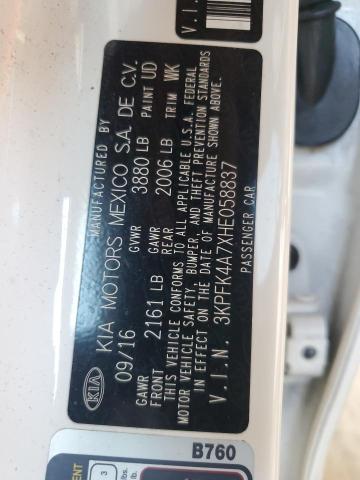 KIA
MANUFACTURED BY
KIA MOTORS MEXICO S.A. DE C.V.
09/16 GVWR 3880 LB PAINT UD
GAWR FRONT 2161 LB GAWR REAR 2006 LB TRIM WK
THIS VEHICLE CONFORMS TO ALL APPLICABLE U.S.A. FEDERAL
MOTOR VEHICLE SAFETY, BUMPER, AND THEFT PREVENTION STANDARDS
IN EFFECT ON THE DATE OF MANUFACTURE SHOWN ABOVE.
V.I.N. 3KPFK4A7XHE058837
PASSENGER CAR
V.I.
B760
3